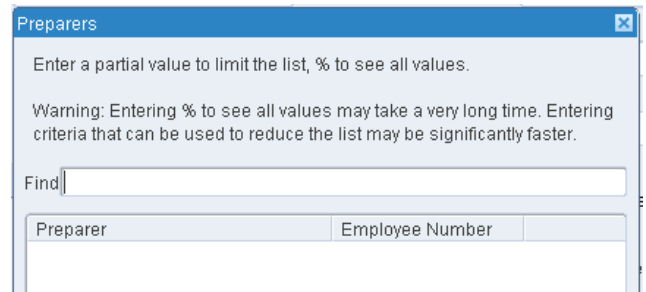 Preparers
Enter a partial value to limit the list, % to see all values.
Warning: Entering % to see all values may take a very long time. Entering
criteria that can be used to reduce the list may be significantly faster.
Find
Preparer Employee Number